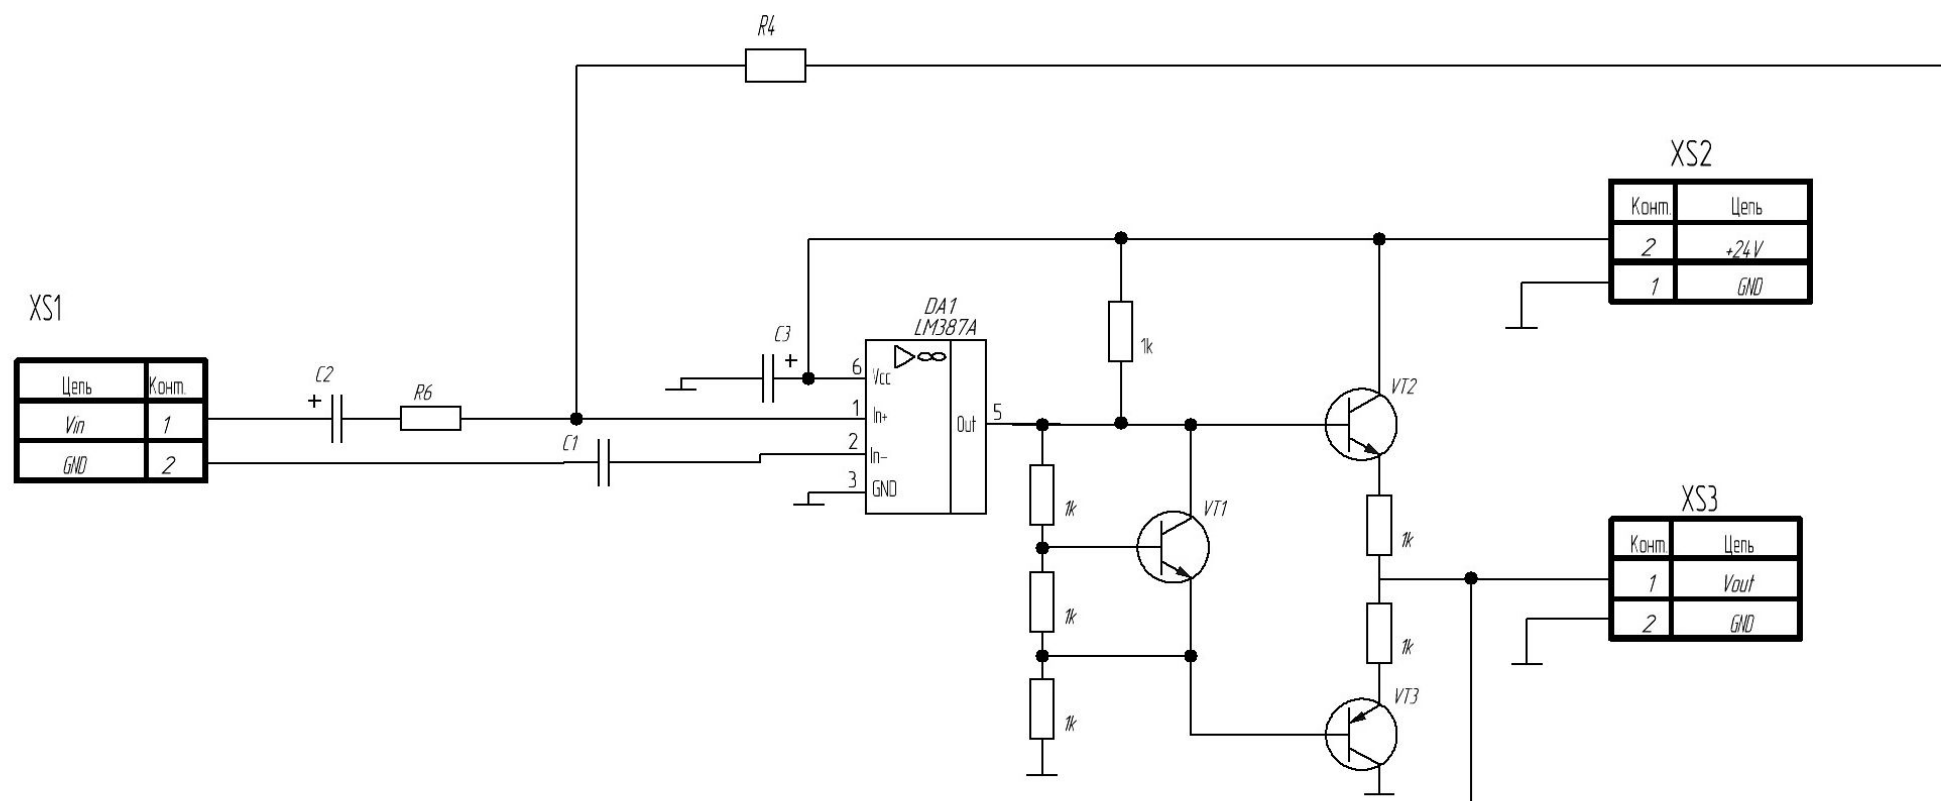 R4
XS2
Конт. Цепь
2 +24V
1 GND
XS1
Цепь Конт.
Vin 1
GND 2
C2
+
R6
C1
C3
+
DA1
LM387A
▷∞
6 Vcc
1 In+
2 In-
3 GND
Out
5
1k
VT2
1k
VT1
1k
1k
1k
1k
VT3
XS3
Конт. Цепь
1 Vout
2 GND